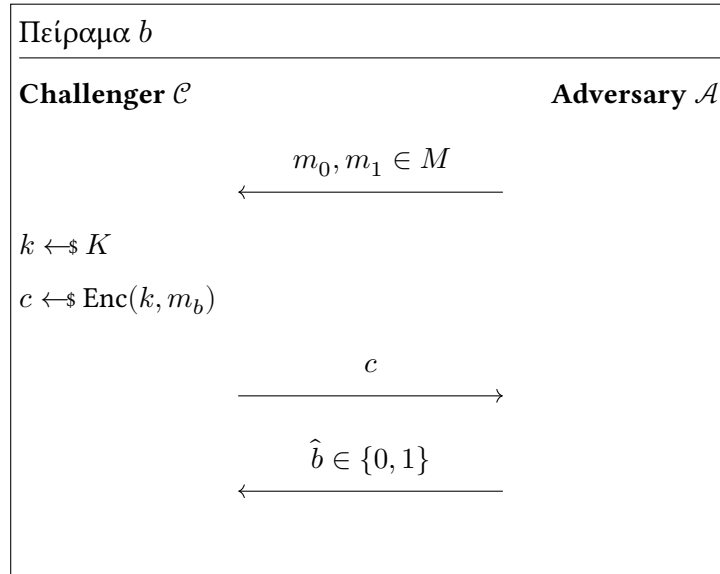 Πείραμα b
Challenger 𝒞 Adversary 𝒜
m₀, m₁ ∈ M
k ←$ K
c ←$ Enc(k, m_b)
c
b̂ ∈ {0, 1}